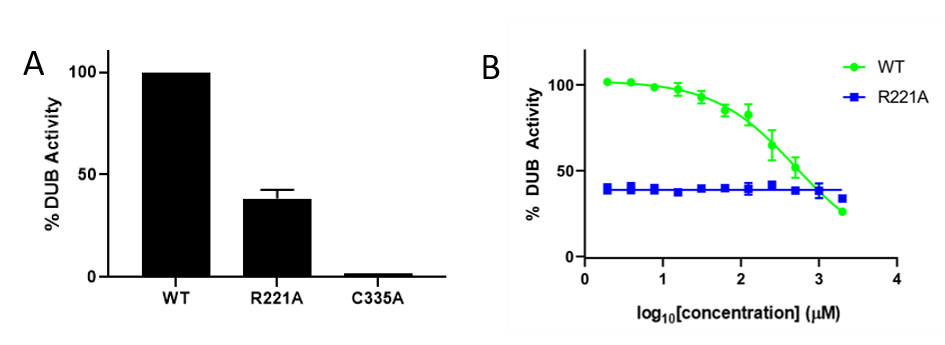 A
% DUB Activity
100
50
0
WT
R221A
C335A
B
% DUB Activity
100
50
0
0
1
2
3
4
log10[concentration] (μM)
WT
R221A